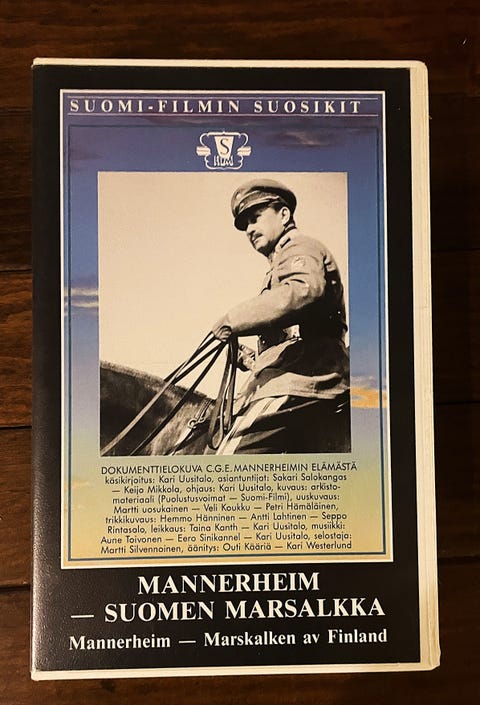 SUOMI-FILMIN SUOSIKIT
S
FILMI
DOKUMENTTIELOKUVA C.G.E. MANNERHEIMIN ELÄMÄSTÄ
käsikirjoitus: Kari Uusitalo, asiantuntijat: Sakari Salokangas
— Keijo Mikkola, ohjaus: Kari Uusitalo, kuvaus: arkisto-
materiaali (Puolustusvoimat — Suomi-Filmi), uuskuvaus:
Martti uosukainen — Veli Koukku — Petri Hämäläinen,
trikkikuvaus: Hemmo Hänninen — Antti Lahtinen — Seppo
Rintasalo, leikkaus: Taina Kanth — Kari Uusitalo, musiikki:
Aune Toivonen — Eero Sinikannel — Kari Uusitalo, selostaja:
Martti Silvennoinen, äänitys: Outi Kääriä — Kari Westerlund
MANNERHEIM
— SUOMEN MARSALKKA
Mannerheim — Marskalken av Finland